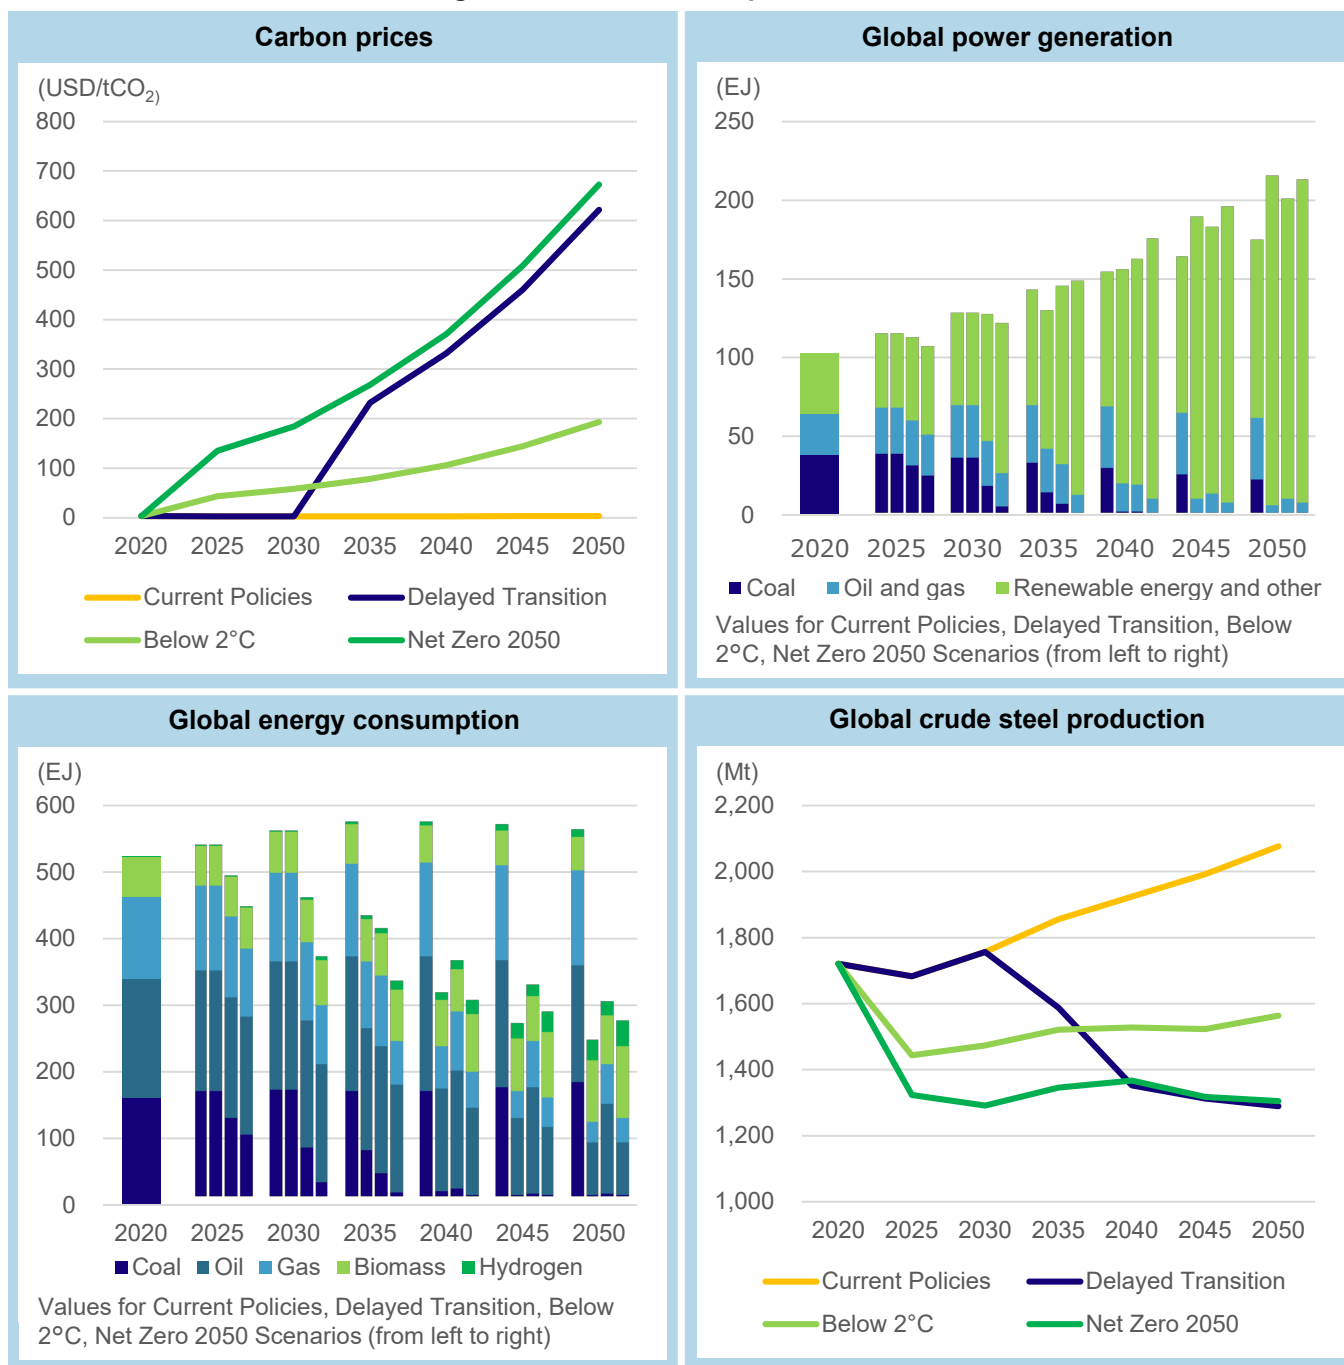 Carbon prices
(USD/tCO2)
800
700
600
500
400
300
200
100
0
2020 2025 2030 2035 2040 2045 2050
Current Policies Delayed Transition
Below 2°C Net Zero 2050
Global power generation
(EJ)
250
200
150
100
50
0
2020 2025 2030 2035 2040 2045 2050
Coal Oil and gas Renewable energy and other
Values for Current Policies, Delayed Transition, Below
2°C, Net Zero 2050 Scenarios (from left to right)
Global energy consumption
(EJ)
600
500
400
300
200
100
0
2020 2025 2030 2035 2040 2045 2050
Coal Oil Gas Biomass Hydrogen
Values for Current Policies, Delayed Transition, Below
2°C, Net Zero 2050 Scenarios (from left to right)
Global crude steel production
(Mt)
2,200
2,000
1,800
1,600
1,400
1,200
1,000
2020 2025 2030 2035 2040 2045 2050
Current Policies Delayed Transition
Below 2°C Net Zero 2050